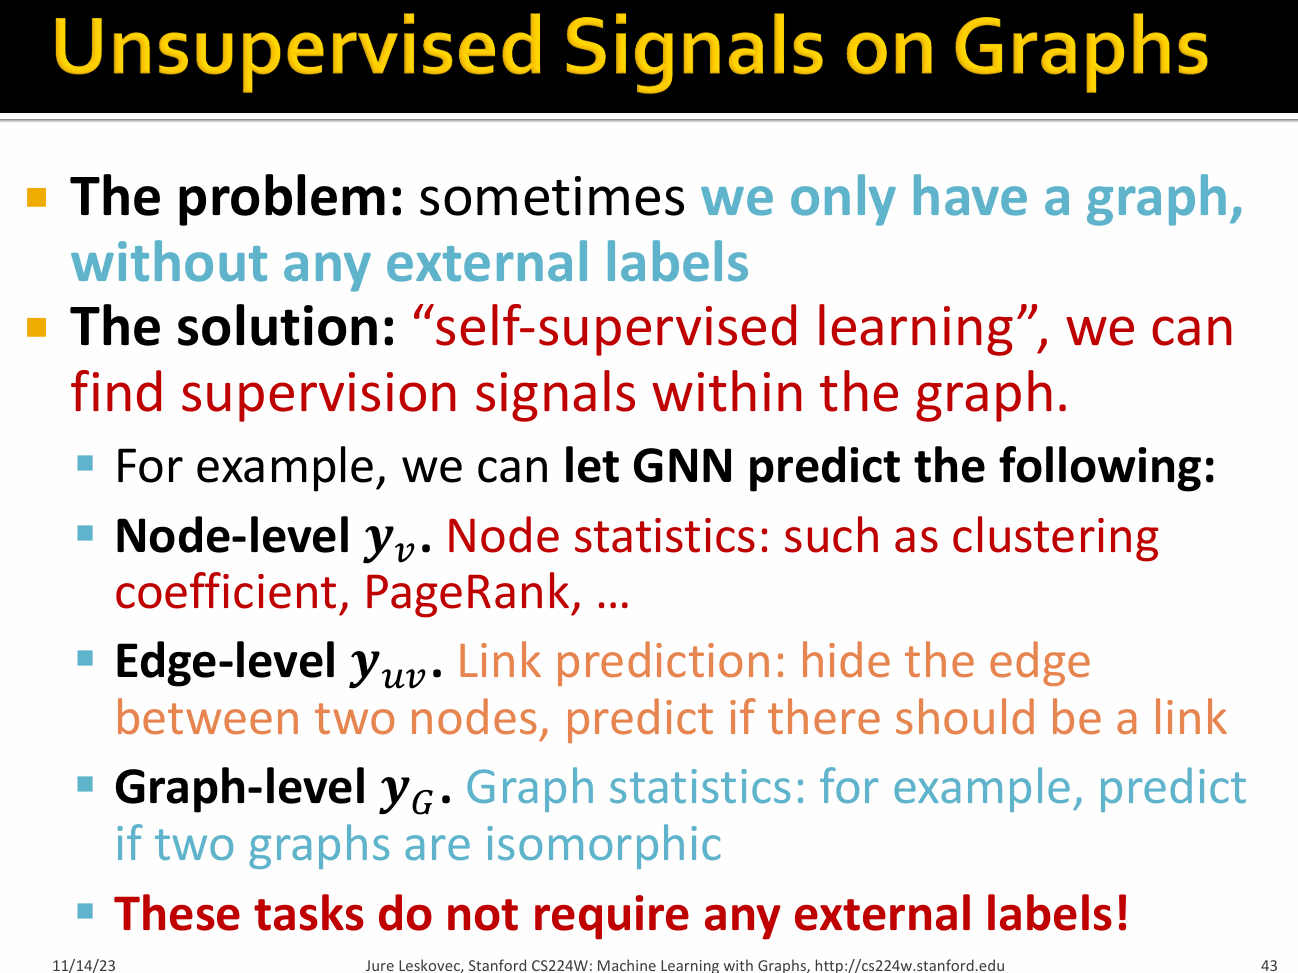 Unsupervised Signals on Graphs
The problem: sometimes we only have a graph,
without any external labels
The solution: “self-supervised learning”, we can
find supervision signals within the graph.
For example, we can let GNN predict the following:
Node-level 𝒚𝑣. Node statistics: such as clustering
coefficient, PageRank, …
Edge-level 𝒚𝑢𝑣. Link prediction: hide the edge
between two nodes, predict if there should be a link
Graph-level 𝒚𝐺. Graph statistics: for example, predict
if two graphs are isomorphic
These tasks do not require any external labels!
11/14/23 Jure Leskovec, Stanford CS224W: Machine Learning with Graphs, http://cs224w.stanford.edu 43